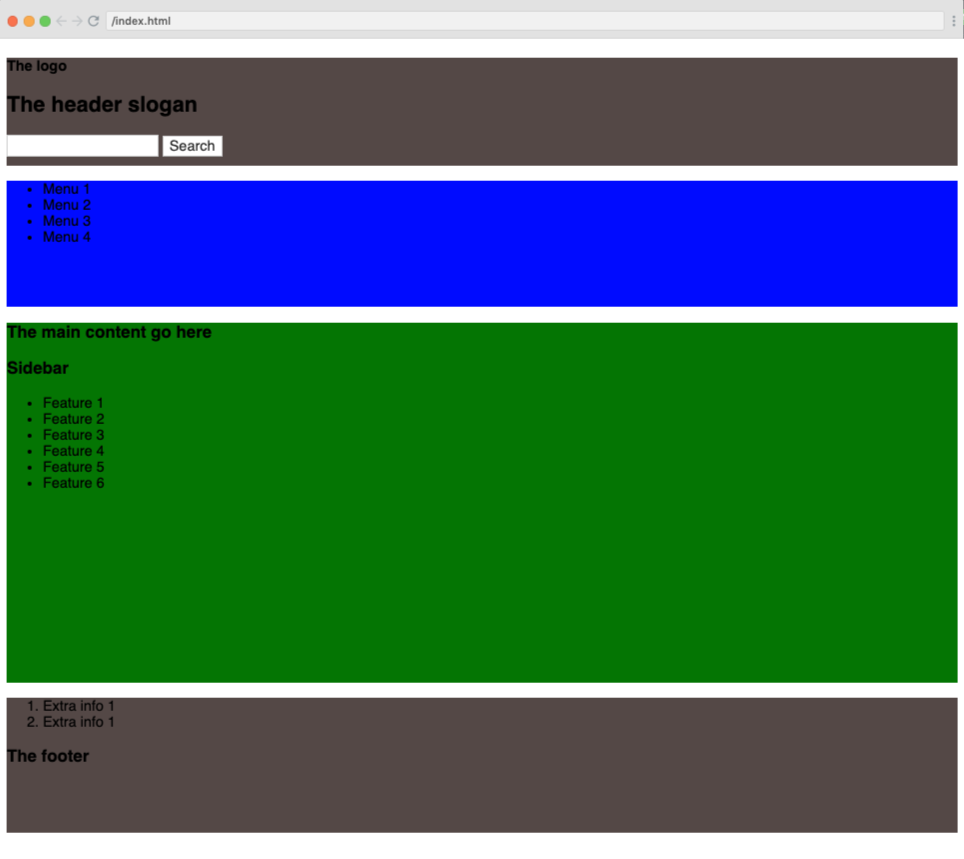 /index.html
The logo
The header slogan
Search
Menu 1
Menu 2
Menu 3
Menu 4
The main content go here
Sidebar
Feature 1
Feature 2
Feature 3
Feature 4
Feature 5
Feature 6
1. Extra info 1
2. Extra info 1
The footer